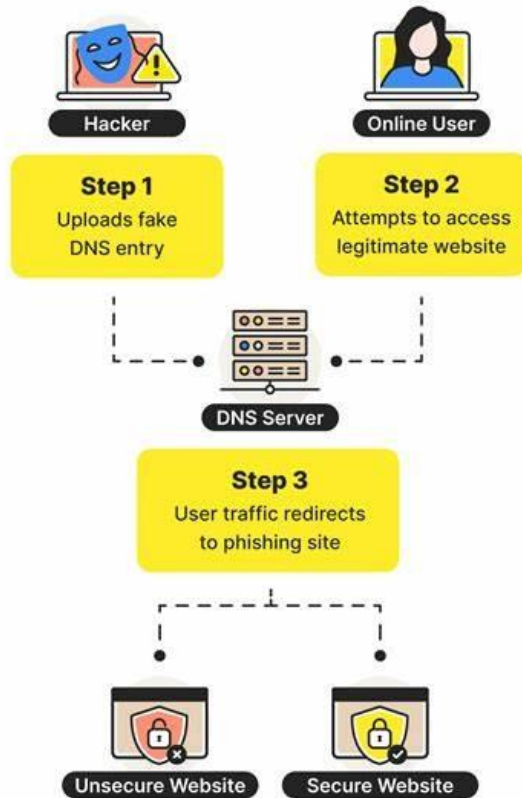 Hacker
Online User
Step 1
Uploads fake
DNS entry
Step 2
Attempts to access
legitimate website
DNS Server
Step 3
User traffic redirects
to phishing site
Unsecure Website
Secure Website